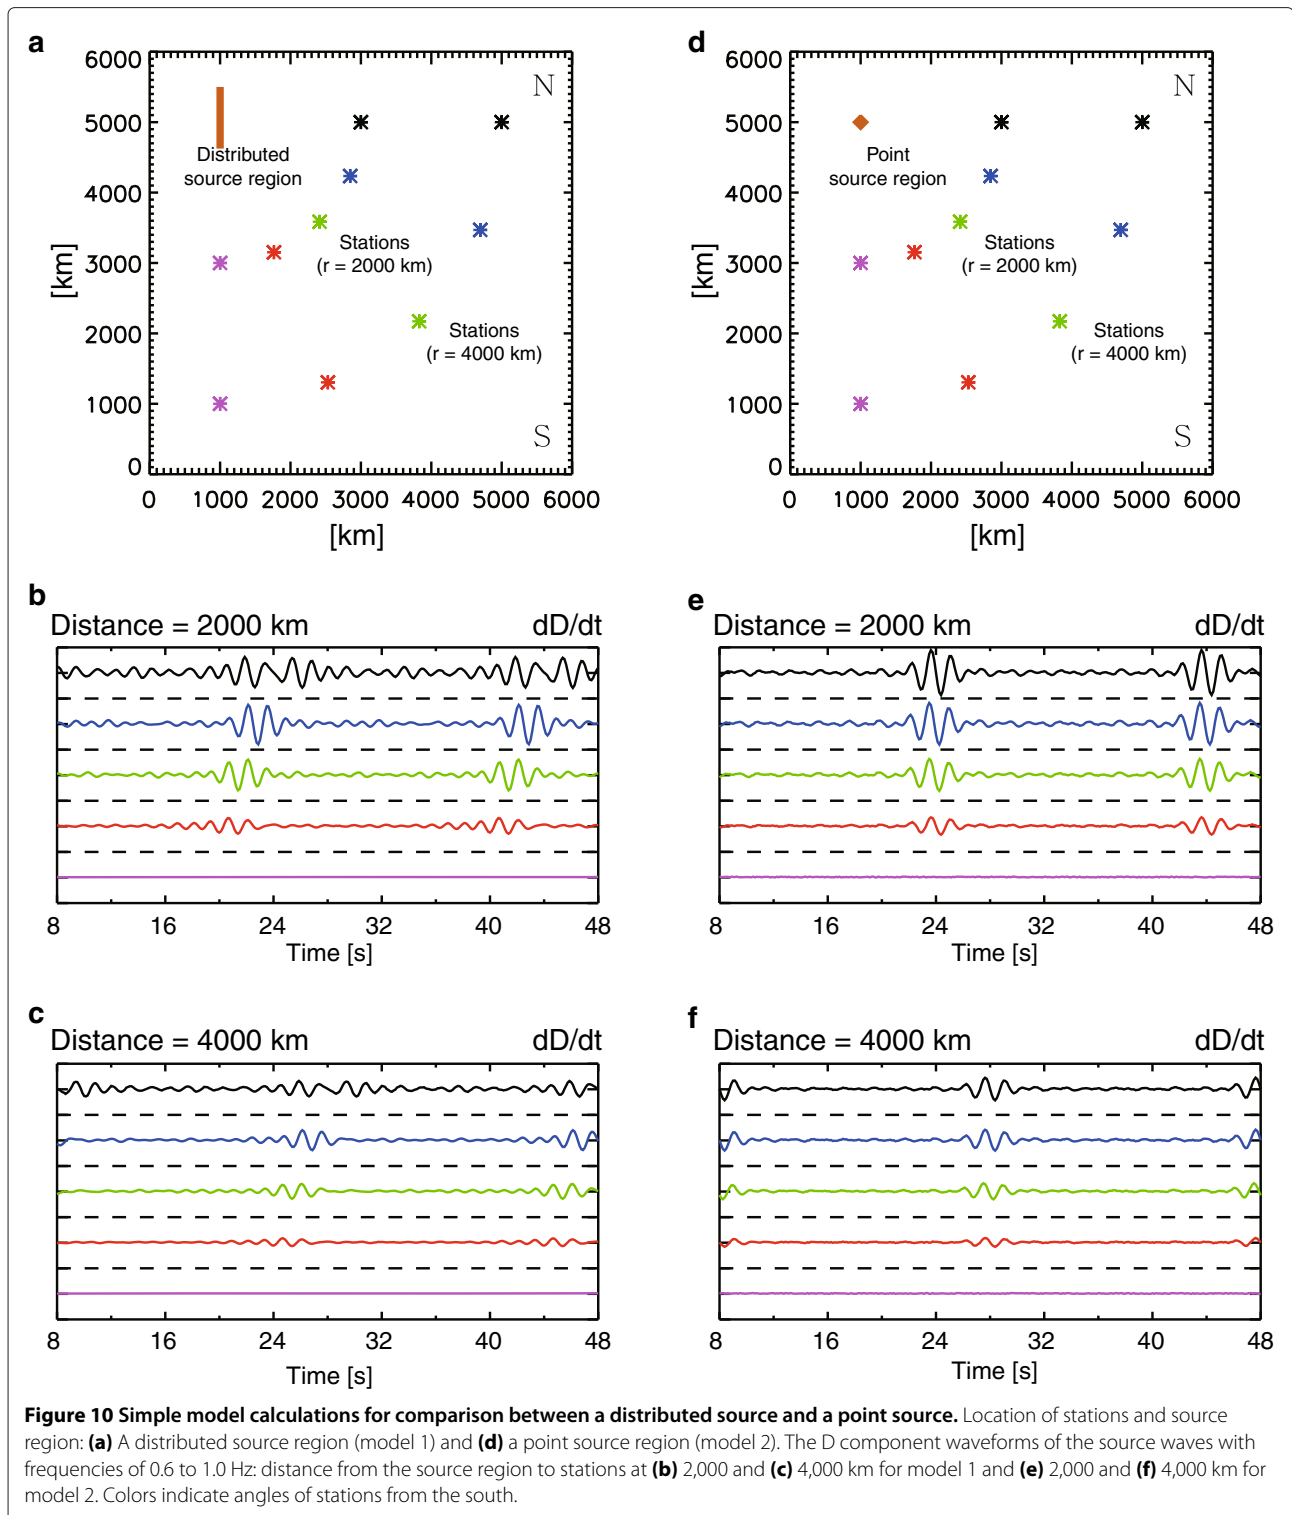 a
6000
5000
4000
3000
2000
1000
0
[km]
N
Distributed
source region
Stations
(r = 2000 km)
Stations
(r = 4000 km)
S
0 1000 2000 3000 4000 5000 6000
[km]
d
6000
5000
4000
3000
2000
1000
0
[km]
N
Point
source region
Stations
(r = 2000 km)
Stations
(r = 4000 km)
S
0 1000 2000 3000 4000 5000 6000
[km]
b
Distance = 2000 km dD/dt
8 16 24 32 40 48
Time [s]
e
Distance = 2000 km dD/dt
8 16 24 32 40 48
Time [s]
c
Distance = 4000 km dD/dt
8 16 24 32 40 48
Time [s]
f
Distance = 4000 km dD/dt
8 16 24 32 40 48
Time [s]
Figure 10 Simple model calculations for comparison between a distributed source and a point source. Location of stations and source
region: (a) A distributed source region (model 1) and (d) a point source region (model 2). The D component waveforms of the source waves with
frequencies of 0.6 to 1.0 Hz: distance from the source region to stations at (b) 2,000 and (c) 4,000 km for model 1 and (e) 2,000 and (f) 4,000 km for
model 2. Colors indicate angles of stations from the south.